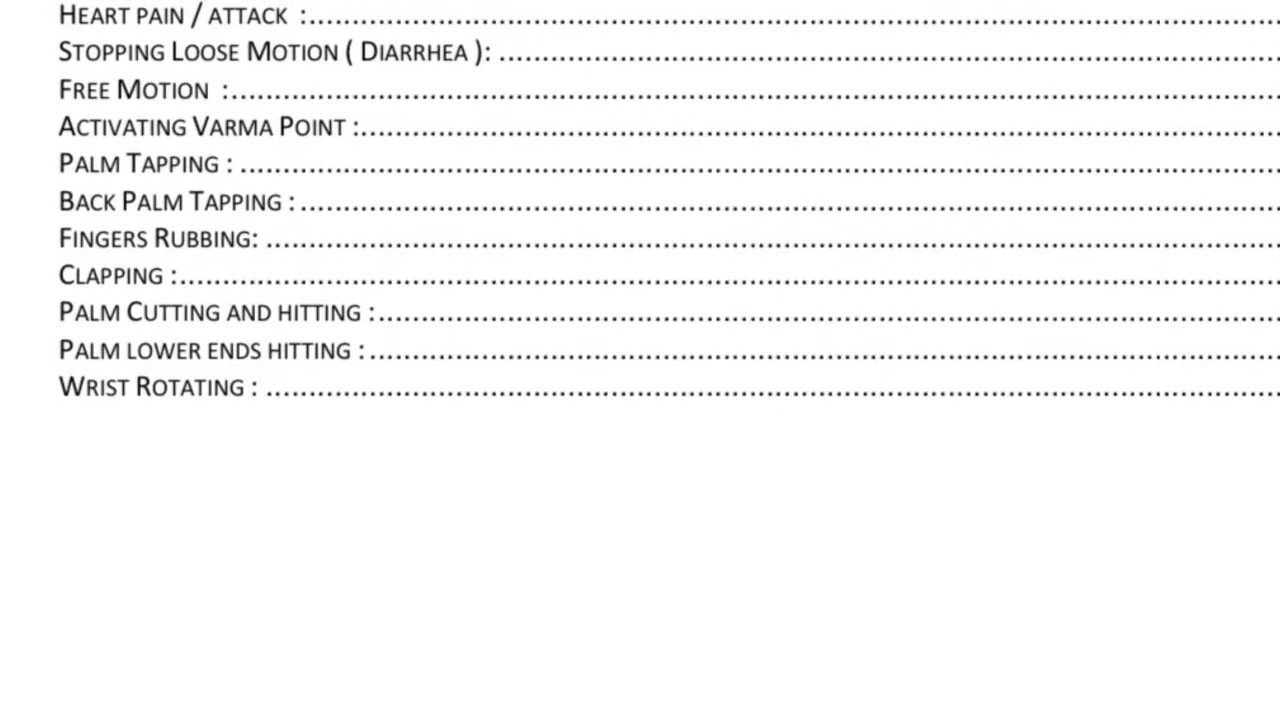 Heart pain / attack :..........................................................................................................
Stopping Loose Motion ( Diarrhea ): ..........................................................................................
Free Motion :..........................................................................................................................
Activating Varma Point :..........................................................................................................
Palm Tapping : ........................................................................................................................
Back Palm Tapping : .................................................................................................................
Fingers Rubbing: .....................................................................................................................
Clapping :...............................................................................................................................
Palm Cutting and hitting :........................................................................................................
Palm lower ends hitting : .........................................................................................................
Wrist Rotating : .....................................................................................................................